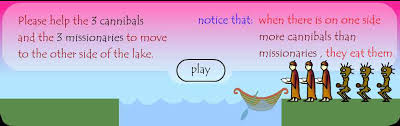 Please help the 3 cannibals
and the 3 missionaries to move
to the other side of the lake.
notice that: when there is on one side
more cannibals than
missionaries , they eat them
play